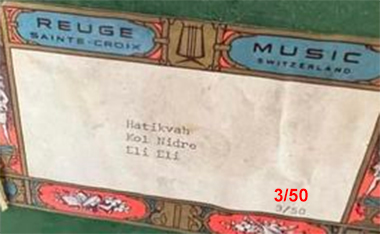 REUGE
SAINTE-CROIX
MUSIC
SWITZERLAND
Hatikvah
Kol Nidre
Eli Eli
3/50
3/50